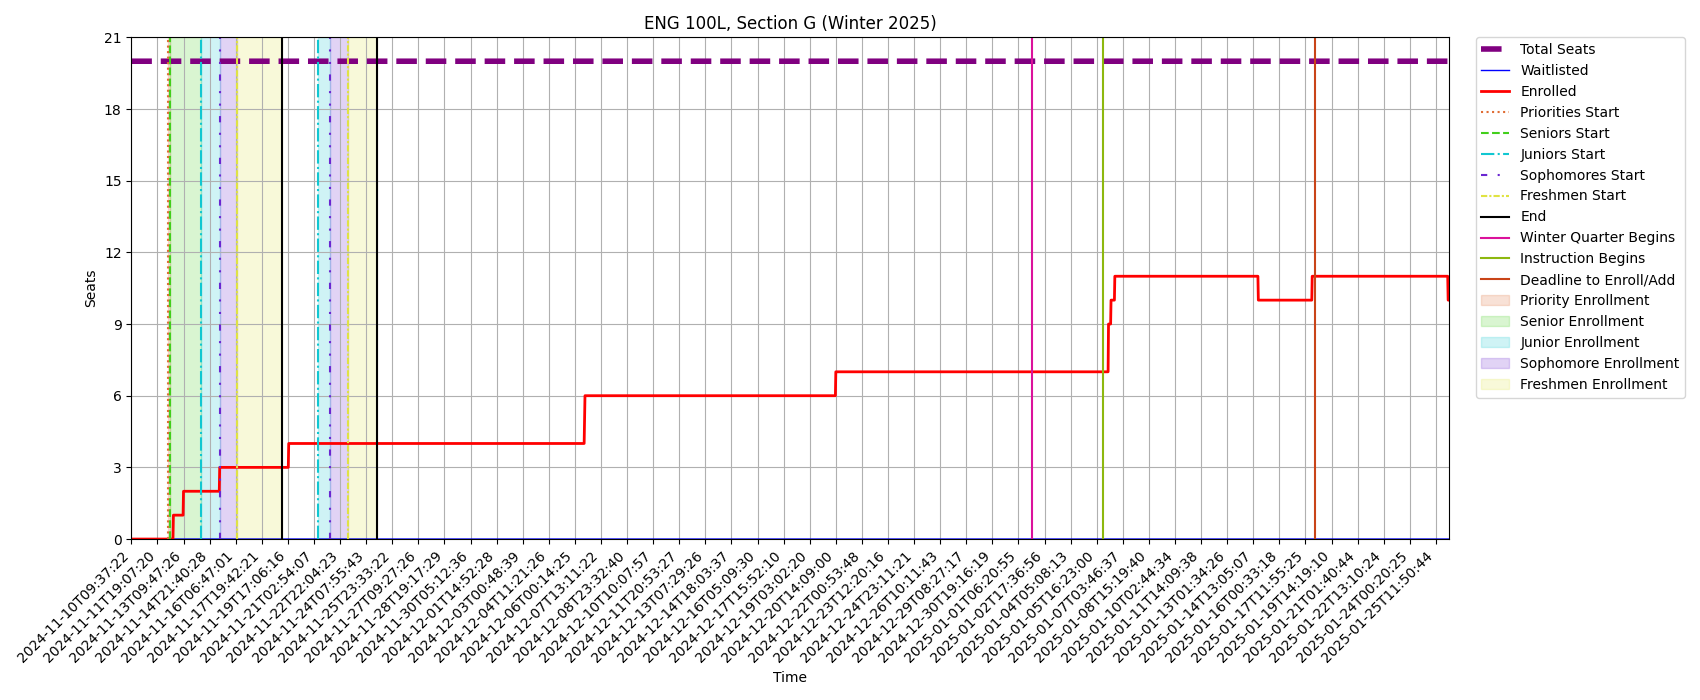 ENG 100L, Section G (Winter 2025)
21
18
15
12
9
6
3
0
Seats
2024-11-10T09:37:22
2024-11-11T19:07:20
2024-11-13T09:47:26
2024-11-14T21:40:28
2024-11-16T06:47:01
2024-11-17T19:42:21
2024-11-19T17:06:16
2024-11-21T02:54:07
2024-11-22T22:04:23
2024-11-24T07:55:43
2024-11-25T23:33:22
2024-11-27T09:27:26
2024-11-28T19:17:29
2024-11-30T05:12:36
2024-12-01T14:52:28
2024-12-03T00:48:39
2024-12-04T11:21:26
2024-12-06T00:14:25
2024-12-07T13:11:22
2024-12-08T23:32:40
2024-12-10T10:07:57
2024-12-11T20:53:27
2024-12-13T07:29:26
2024-12-14T18:03:37
2024-12-16T05:09:30
2024-12-17T15:52:10
2024-12-19T03:02:20
2024-12-20T14:09:00
2024-12-22T00:53:48
2024-12-23T12:20:16
2024-12-24T23:11:21
2024-12-26T10:11:43
2024-12-29T08:27:17
2024-12-30T19:16:19
2025-01-01T06:20:55
2025-01-02T17:36:56
2025-01-04T05:08:13
2025-01-05T16:23:00
2025-01-07T03:46:37
2025-01-08T15:19:40
2025-01-10T02:44:34
2025-01-11T14:09:38
2025-01-13T01:34:26
2025-01-14T13:05:07
2025-01-16T00:33:18
2025-01-17T11:55:25
2025-01-19T14:19:10
2025-01-21T01:40:44
2025-01-22T13:10:24
2025-01-24T00:20:25
2025-01-25T11:50:44
Time
Total Seats
Waitlisted
Enrolled
Priorities Start
Seniors Start
Juniors Start
Sophomores Start
Freshmen Start
End
Winter Quarter Begins
Instruction Begins
Deadline to Enroll/Add
Priority Enrollment
Senior Enrollment
Junior Enrollment
Sophomore Enrollment
Freshmen Enrollment